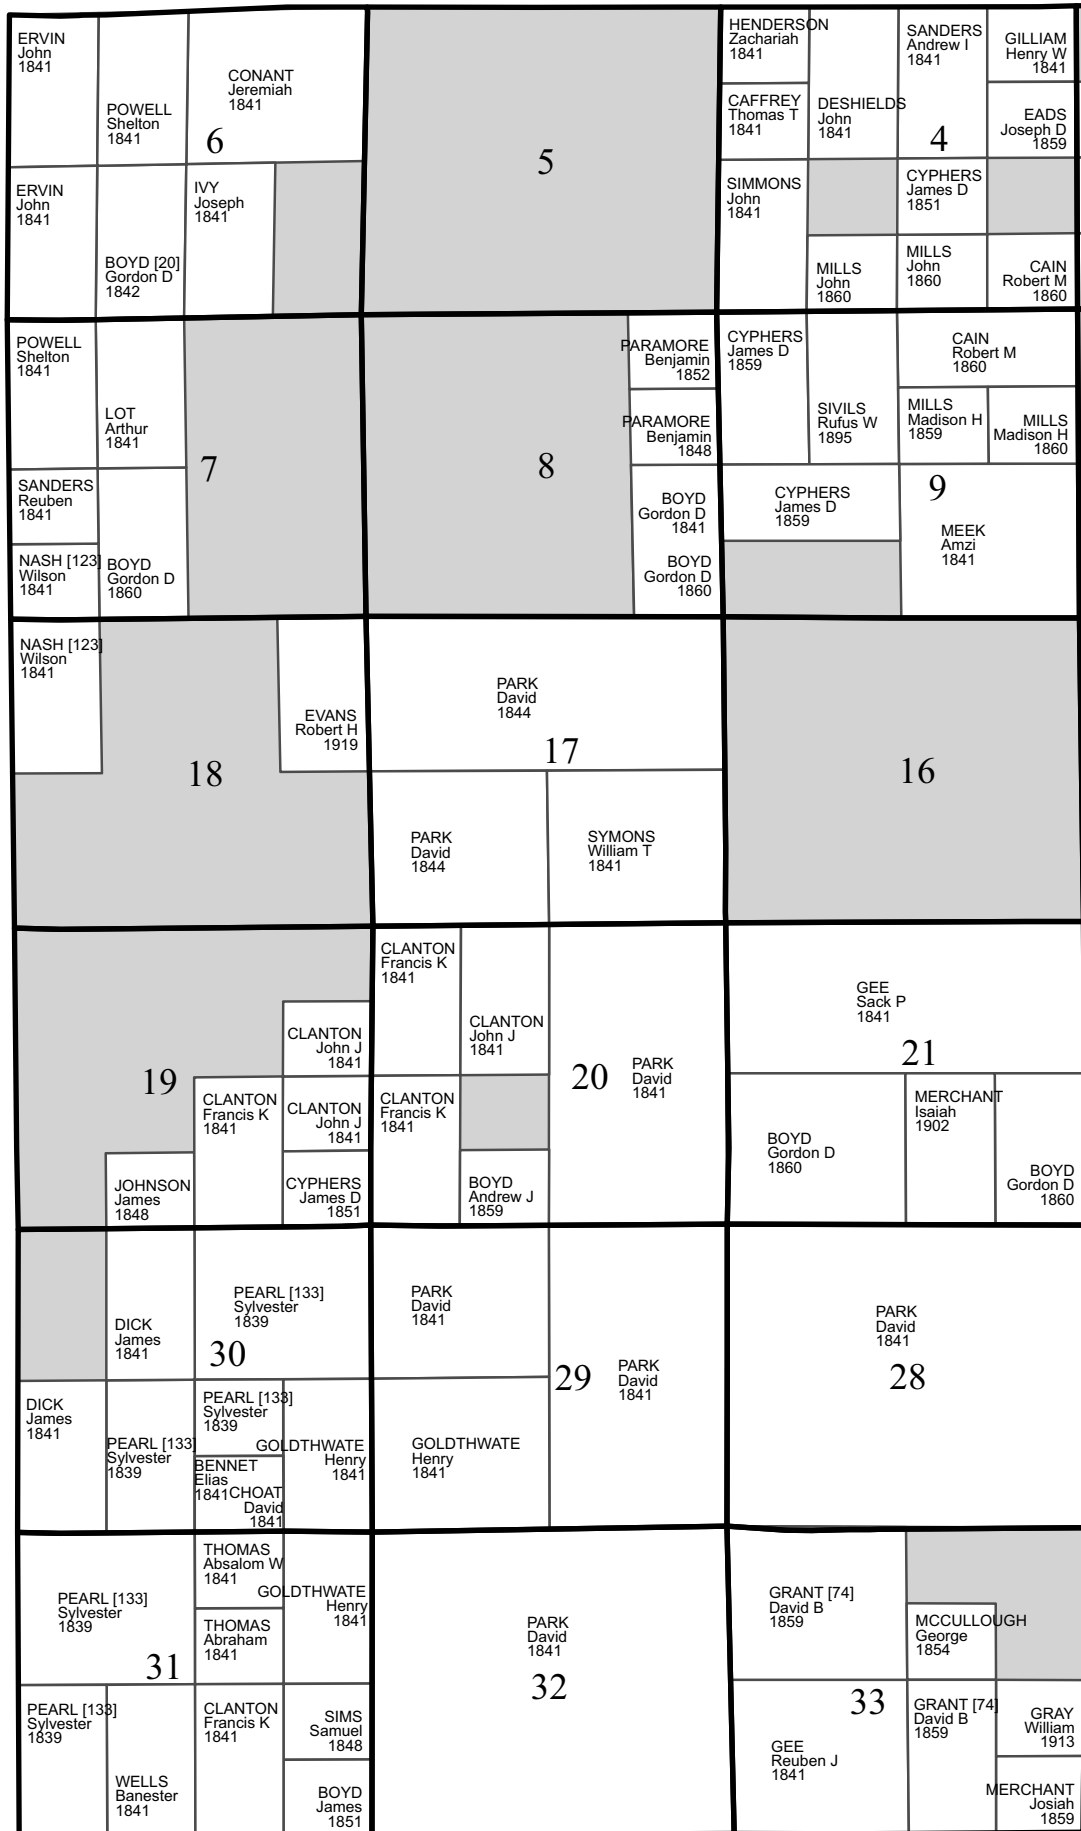 ERVIN
John
1841
POWELL
Shelton
1841
CONANT
Jeremiah
1841
6
ERVIN
John
1841
BOYD [20]
Gordon D
1842
IVY
Joseph
1841
5
HENDERSON
Zachariah
1841
CAFFREY
Thomas T
1841
DESHIELDS
John
1841
SANDERS
Andrew I
1841
GILLIAM
Henry W
1841
EADS
Joseph D
1859
4
SIMMONS
John
1841
CYPHERS
James D
1851
MILLS
John
1860
MILLS
John
1860
CAIN
Robert M
1860
POWELL
Shelton
1841
LOT
Arthur
1841
7
SANDERS
Reuben
1841
NASH [123]
Wilson
1841
BOYD
Gordon D
1860
8
PARAMORE
Benjamin
1852
PARAMORE
Benjamin
1848
BOYD
Gordon D
1841
BOYD
Gordon D
1860
CYPHERS
James D
1859
SIVILS
Rufus W
1895
CAIN
Robert M
1860
MILLS
Madison H
1859
MILLS
Madison H
1860
9
CYPHERS
James D
1859
MEEK
Amzi
1841
NASH [123]
Wilson
1841
EVANS
Robert H
1919
18
PARK
David
1844
17
PARK
David
1844
SYMONS
William T
1841
16
19
CLANTON
John J
1841
CLANTON
Francis K
1841
CLANTON
John J
1841
JOHNSON
James
1848
CYPHERS
James D
1851
CLANTON
Francis K
1841
CLANTON
John J
1841
20
PARK
David
1841
CLANTON
Francis K
1841
BOYD
Andrew J
1859
GEE
Sack P
1841
21
BOYD
Gordon D
1860
MERCHANT
Isaiah
1902
BOYD
Gordon D
1860
DICK
James
1841
PEARL [133]
Sylvester
1839
30
DICK
James
1841
PEARL [133]
Sylvester
1839
PEARL [133]
Sylvester
1839
BENNET
Elias
1841
CHOAT
David
1841
GOLDTHWATE
Henry
1841
PARK
David
1841
29
PARK
David
1841
GOLDTHWATE
Henry
1841
PARK
David
1841
28
PEARL [133]
Sylvester
1839
THOMAS
Absalom W
1841
GOLDTHWATE
Henry
1841
THOMAS
Abraham
1841
31
PEARL [133]
Sylvester
1839
WELLS
Banester
1841
CLANTON
Francis K
1841
SIMS
Samuel
1848
BOYD
James
1851
PARK
David
1841
32
GRANT [74]
David B
1859
MCCULLOUGH
George
1854
33
GEE
Reuben J
1841
GRANT [74]
David B
1859
GRAY
William
1913
MERCHANT
Josiah
1859